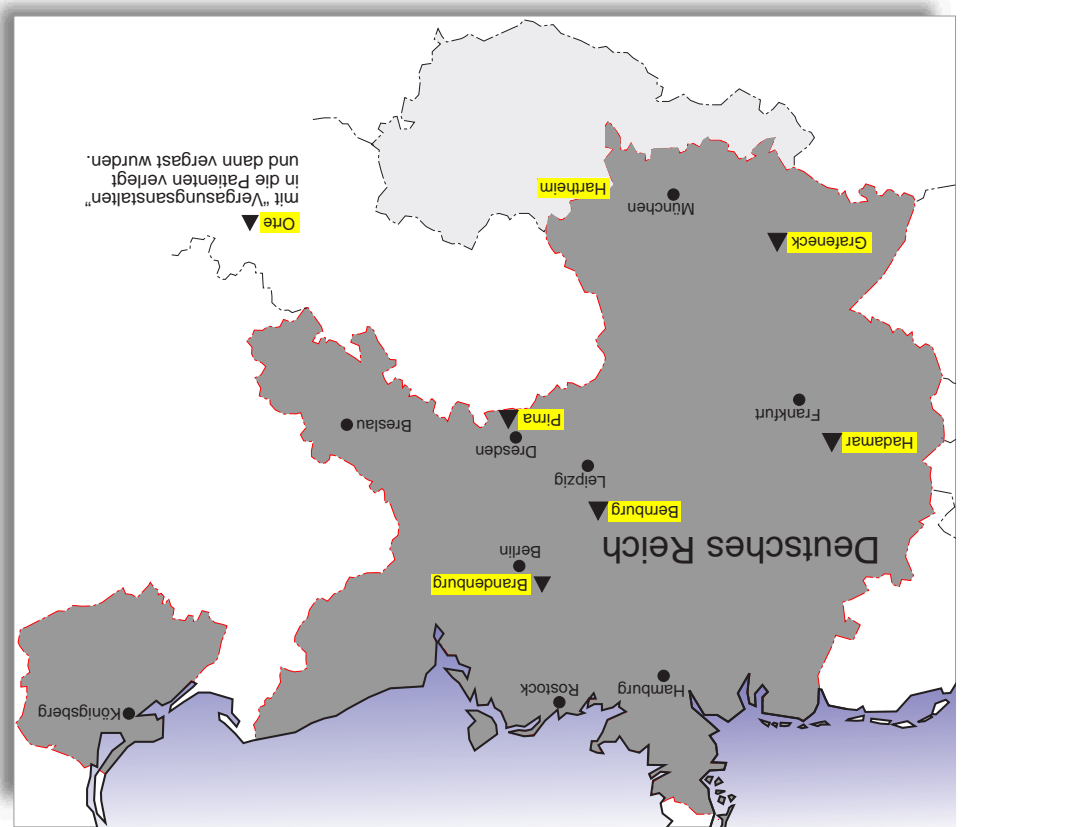 Königsberg
Hamburg
Rostock
Brandenburg
Berlin
Deutsches Reich
Bernburg
Leipzig
Dresden
Hadamar
Breslau
Pirna
Frankfurt
Grafeneck
München
Hartheim
Orte
mit “Vergasungsanstalten”
in die Patienten verlegt
und dann vergast wurden.